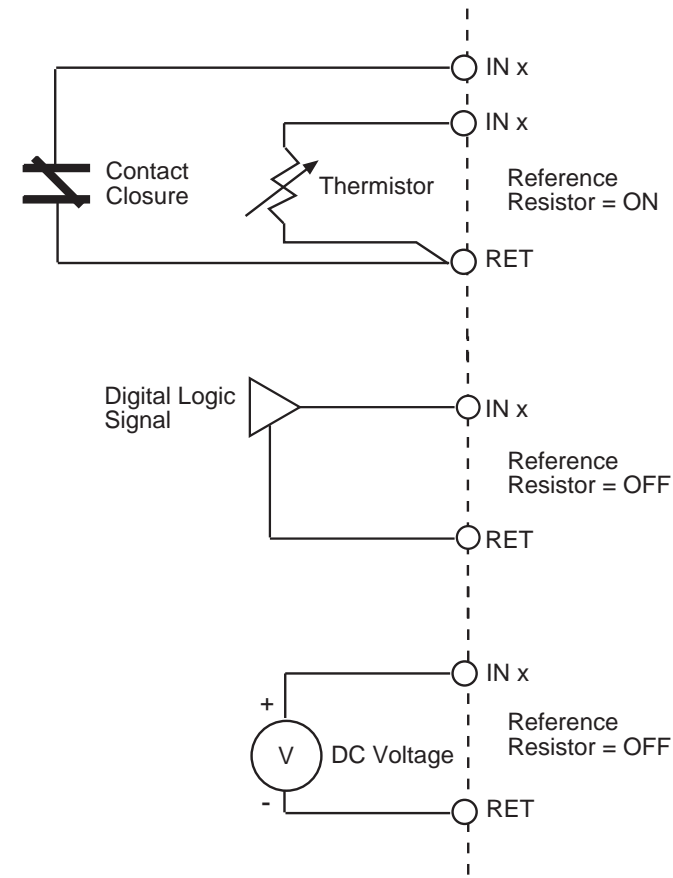 IN x
IN x
Contact
Closure
Thermistor
Reference
Resistor = ON
RET
Digital Logic
Signal
IN x
Reference
Resistor = OFF
RET
IN x
+
V
DC Voltage
Reference
Resistor = OFF
-
RET